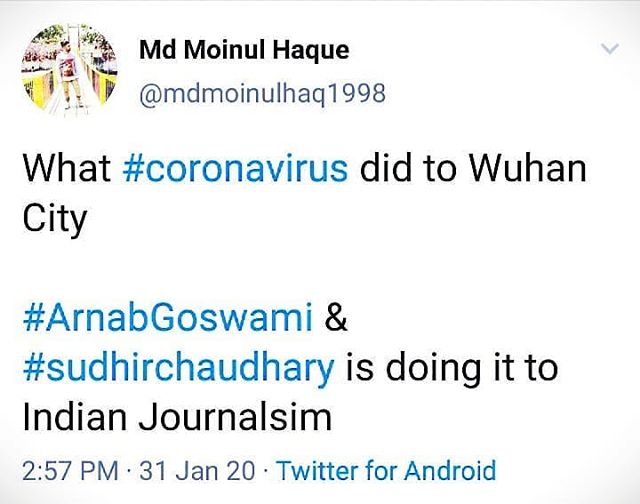 Md Moinul Haque
@mdmoinulhaq1998
What #coronavirus did to Wuhan
City
#ArnabGoswami &
#sudhirchaudhary is doing it to
Indian Journalsim
2:57 PM · 31 Jan 20 · Twitter for Android